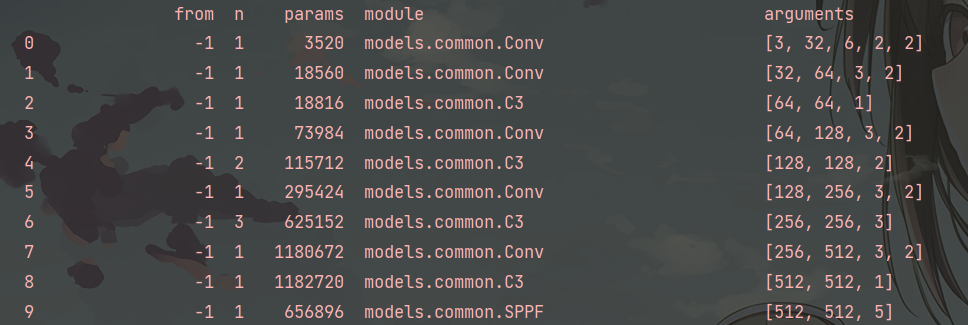 from n params module arguments
0 -1 1 3520 models.common.Conv [3, 32, 6, 2, 2]
1 -1 1 18560 models.common.Conv [32, 64, 3, 2]
2 -1 1 18816 models.common.C3 [64, 64, 1]
3 -1 1 73984 models.common.Conv [64, 128, 3, 2]
4 -1 2 115712 models.common.C3 [128, 128, 2]
5 -1 1 295424 models.common.Conv [128, 256, 3, 2]
6 -1 3 625152 models.common.C3 [256, 256, 3]
7 -1 1 1180672 models.common.Conv [256, 512, 3, 2]
8 -1 1 1182720 models.common.C3 [512, 512, 1]
9 -1 1 656896 models.common.SPPF [512, 512, 5]